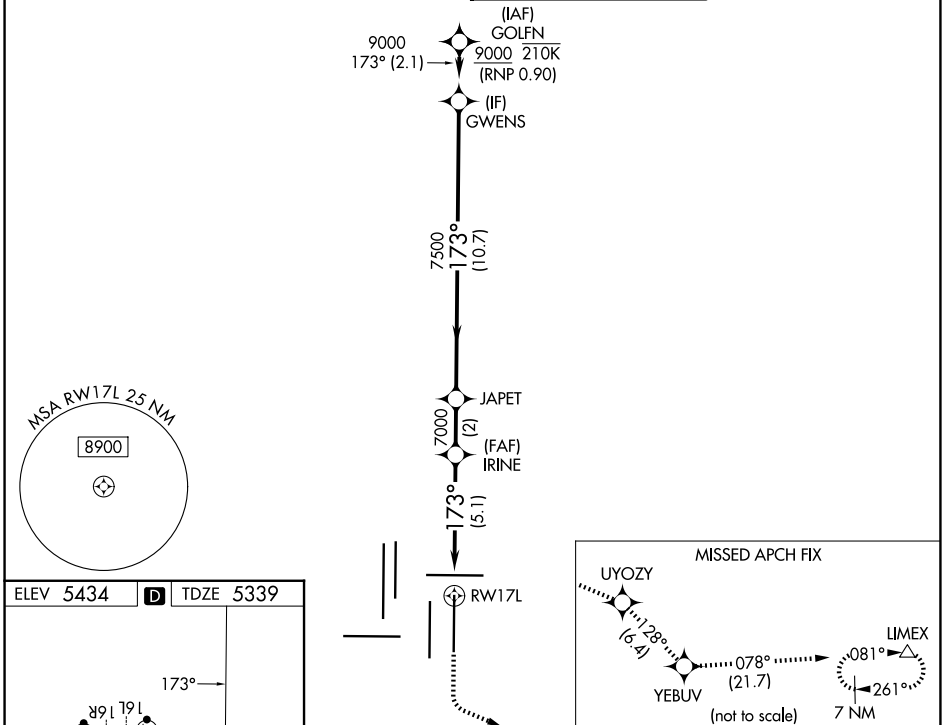 (IAF)
GOLFN
9000 210K
(RNP 0.90)
9000
173° (2.1)
(IF)
GWENS
7500
173°
(10.7)
JAPET
7000
(2)
(FAF)
IRINE
173°
(5.1)
RW17L
MSA RW17L 25 NM
8900
ELEV 5434 D TDZE 5339
173°
16R 16L
MISSED APCH FIX
UYOZY
128°
(6.4)
YEBUV
078°
(21.7)
LIMEX
081°
261°
7 NM
(not to scale)